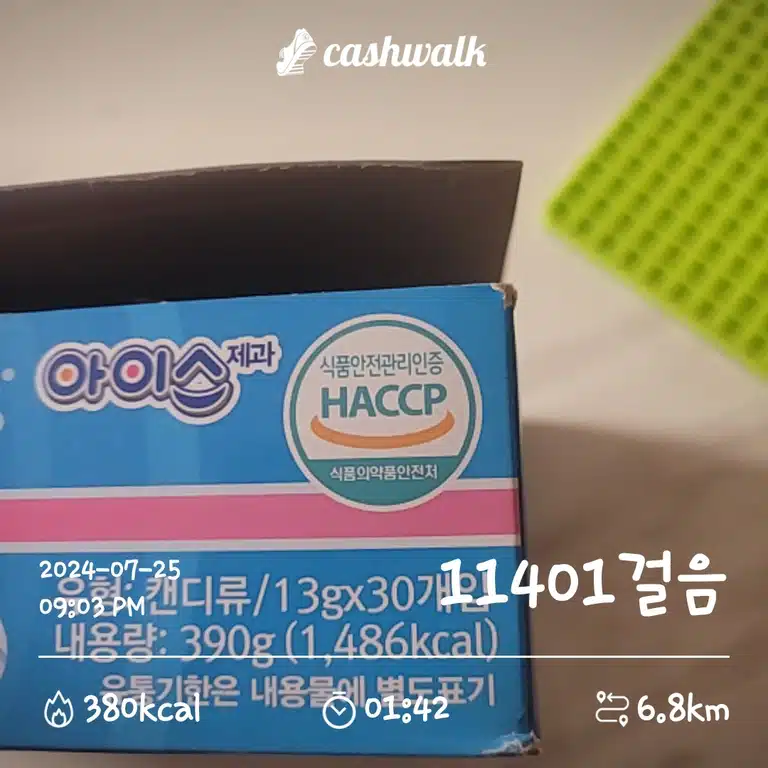 cashwalk
아이스제과
식품안전관리인증
HACCP
식품의약품안전처
2024-07-25
09:03 PM
11401걸음
유형: 캔디류/13gx30개입
내용량: 390g (1,486kcal)
유통기한은 내용물에 별도표기
380kcal
01:42
6.8km